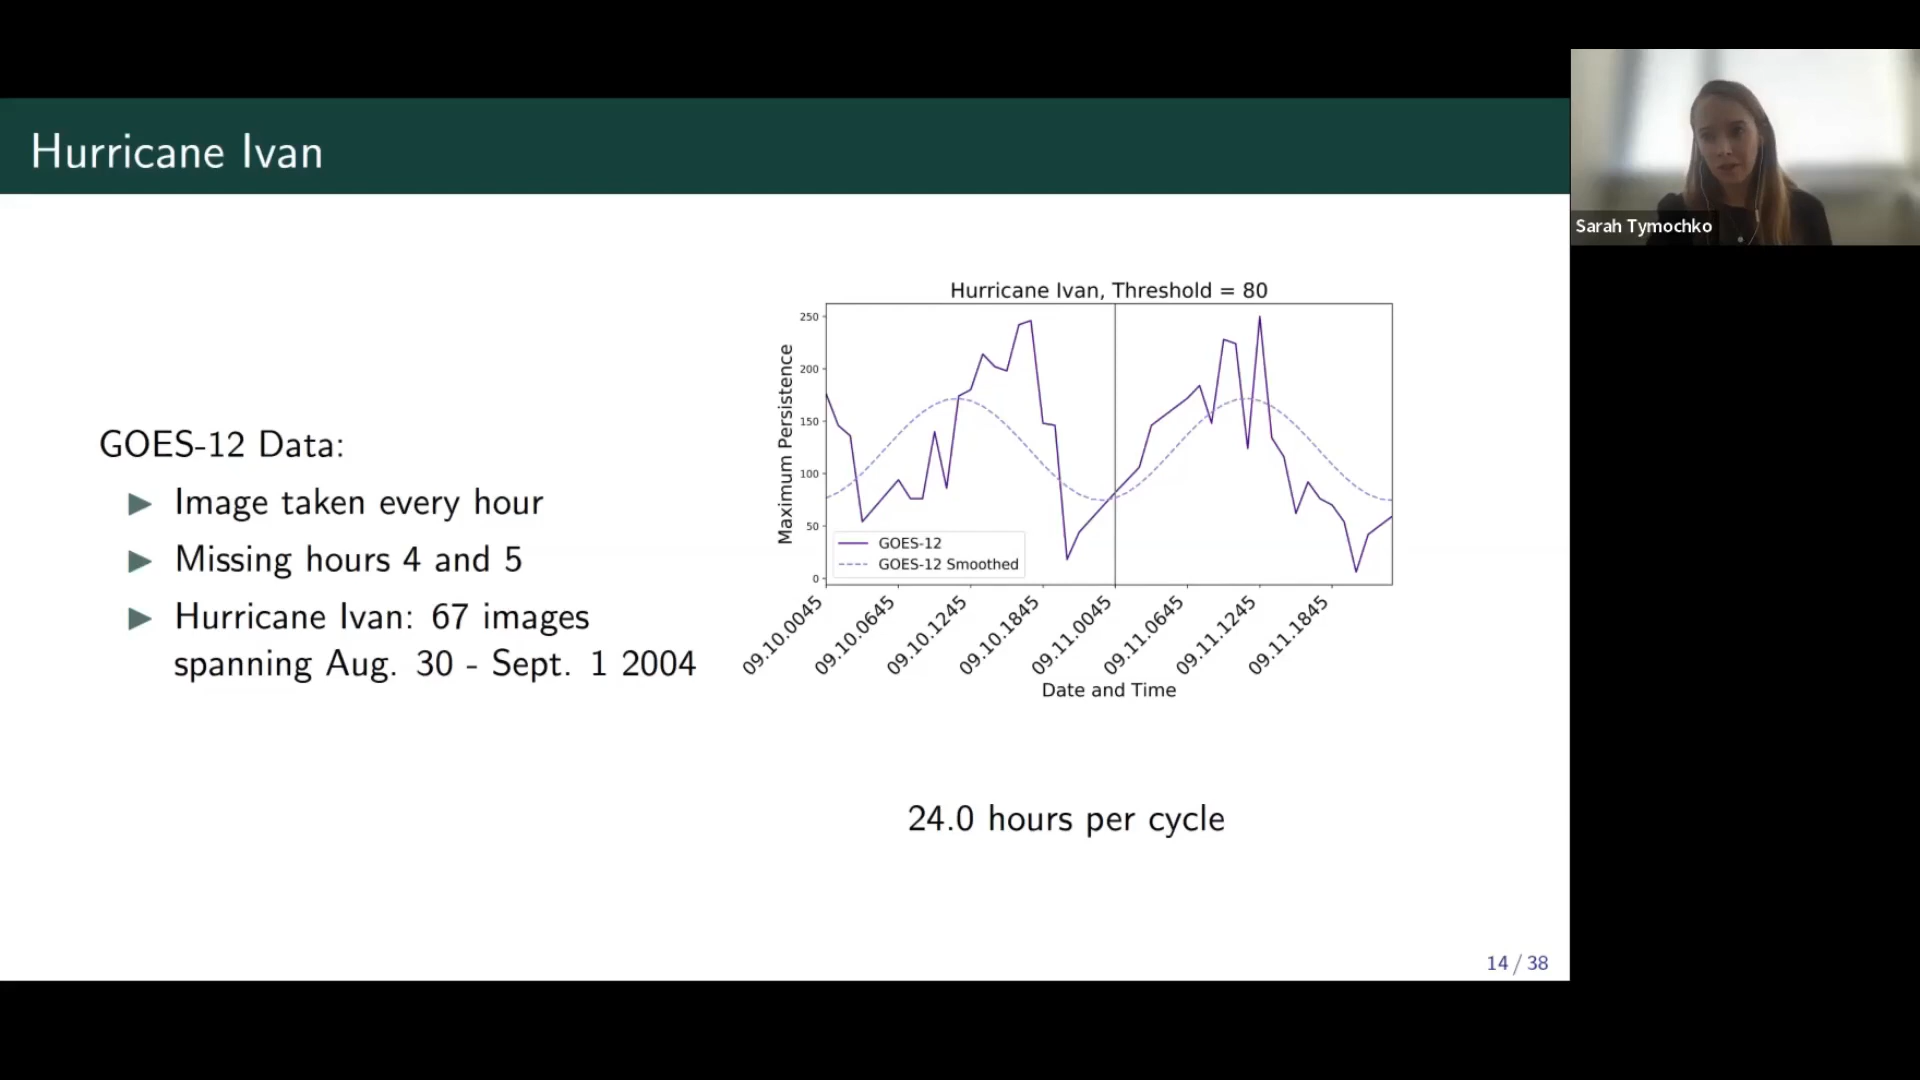 Hurricane Ivan
Sarah Tymochko
GOES-12 Data:
Image taken every hour
Missing hours 4 and 5
Hurricane Ivan: 67 images
spanning Aug. 30 - Sept. 1 2004
Hurricane Ivan, Threshold = 80
Maximum Persistence
250
200
150
100
50
0
GOES-12
GOES-12 Smoothed
09.10.0045
09.10.0645
09.10.1245
09.10.1845
09.11.0045
09.11.0645
09.11.1245
09.11.1845
Date and Time
24.0 hours per cycle
14 / 38